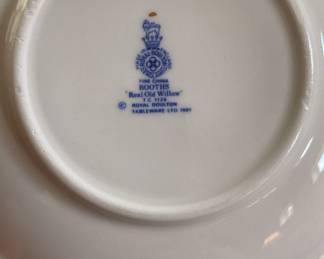 FINE CHINA
BOOTHS
"Real Old Willow"
T.C. 1126
© ROYAL DOULTON
TABLEWARE LTD 1981